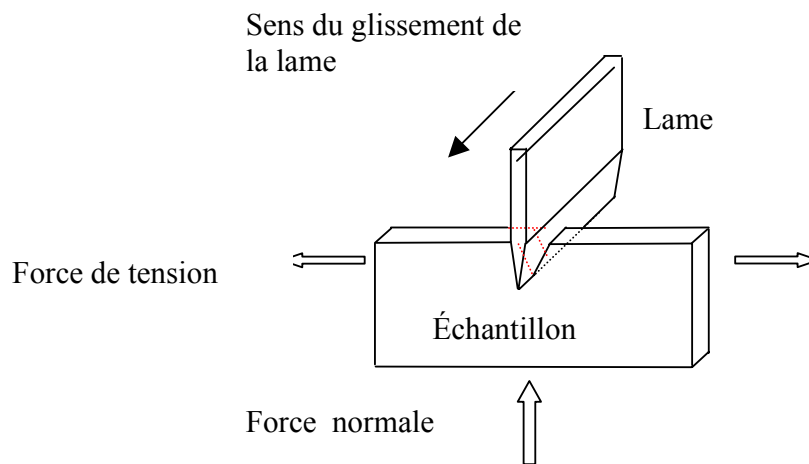 Sens du glissement de
la lame
Lame
Force de tension
Échantillon
Force normale